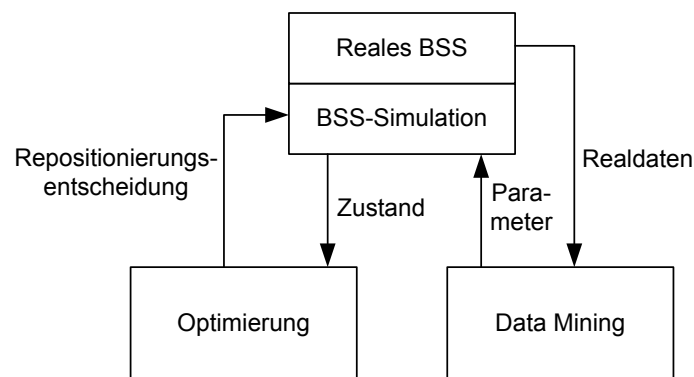 Reales BSS
BSS-Simulation
Repositionierungs-
entscheidung
Zustand
Para-
meter
Realdaten
Optimierung
Data Mining